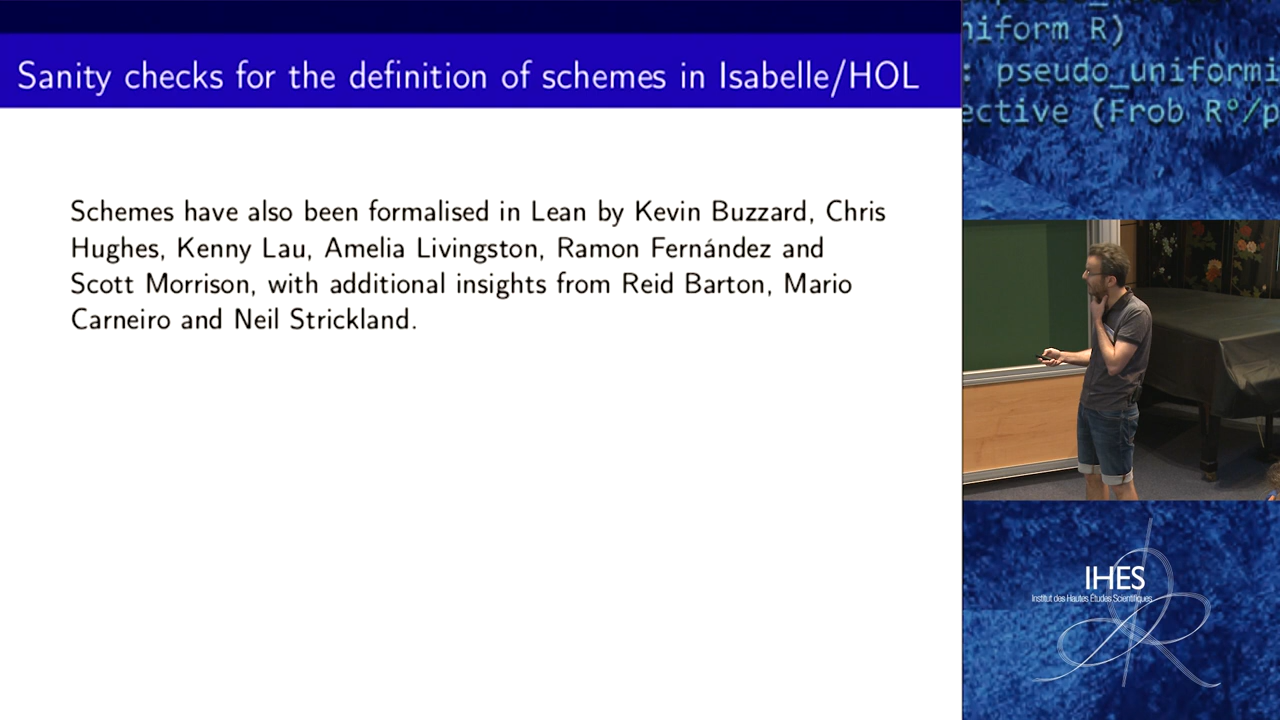 Sanity checks for the definition of schemes in Isabelle/HOL
Schemes have also been formalised in Lean by Kevin Buzzard, Chris
Hughes, Kenny Lau, Amelia Livingston, Ramon Fernández and
Scott Morrison, with additional insights from Reid Barton, Mario
Carneiro and Neil Strickland.
niform R)
: pseudo_uniformi
ective (Frob R°/p
IHES
Institut des Hautes Études Scientifiques